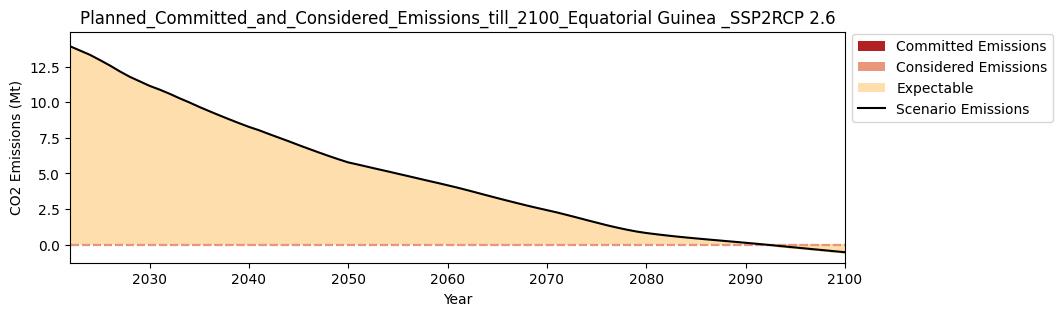 Planned_Committed_and_Considered_Emissions_till_2100_Equatorial Guinea _SSP2RCP 2.6
Committed Emissions
Considered Emissions
Expectable
Scenario Emissions
CO2 Emissions (Mt)
12.5
10.0
7.5
5.0
2.5
0.0
2030 2040 2050 2060 2070 2080 2090 2100
Year